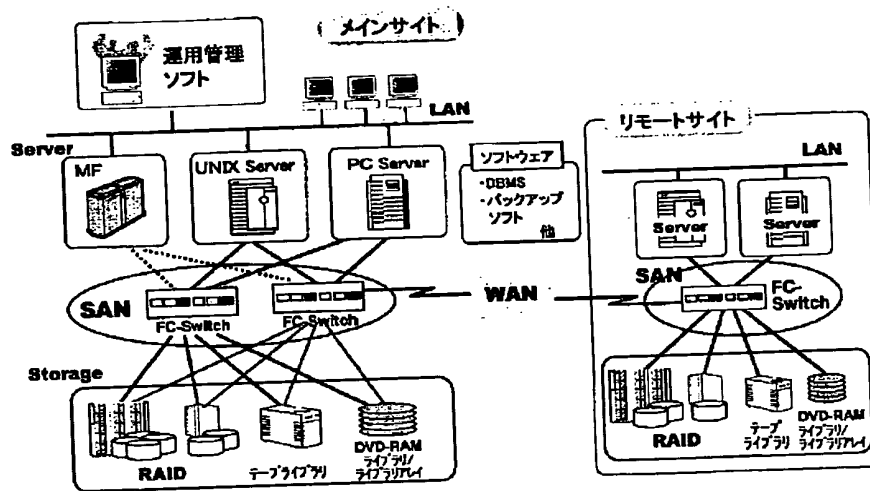 メインサイト
運用管理
ソフト
LAN
リモートサイト
LAN
Server
MF
UNIX Server
PC Server
ソフトウェア
・DBMS
・バックアップ
ソフト
他
Server
Server
SAN
FC-Switch
FC-Switch
WAN
SAN
FC-
Switch
Storage
RAID
テープライブラリ
DVD-RAM
ライブラリ/
ライブラリアレイ
RAID
テープ
ライブラリ
DVD-RAM
ライブラリ/
ライブラリアレイ